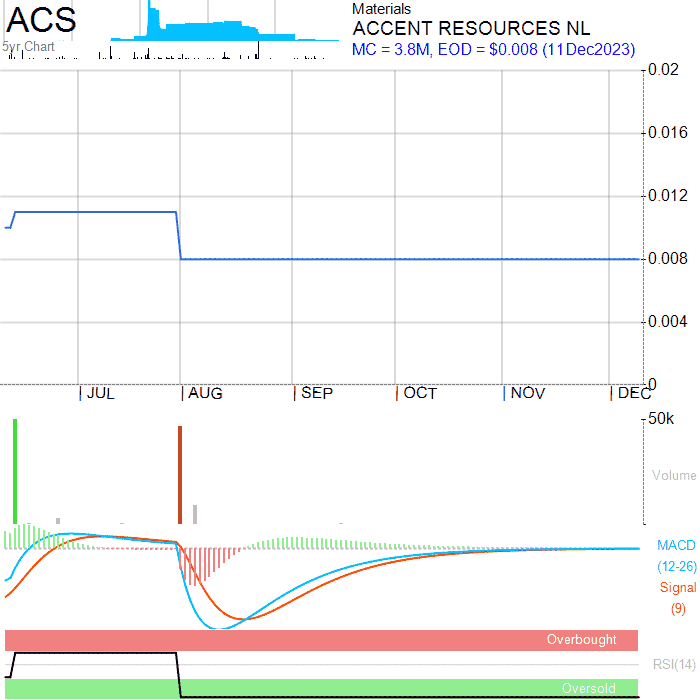 ACS
5yr Chart
Materials
ACCENT RESOURCES NL
MC = 3.8M, EOD = $0.008 (11Dec2023)
0.02
0.016
0.012
0.008
0.004
0
JUL AUG SEP OCT NOV DEC
50k
Volume
MACD
(12-26)
Signal
(9)
Overbought
RSI(14)
Oversold